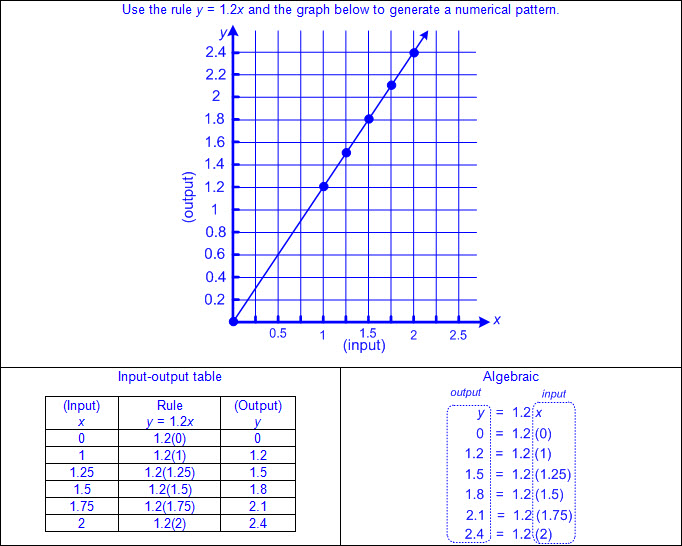 Use the rule y = 1.2x and the graph below to generate a numerical pattern.
y
2.4
2.2
2
1.8
1.6
1.4
1.2
1
0.8
0.6
0.4
0.2
(output)
0.5 1 1.5 2 2.5
x
(input)
Input-output table
(Input) Rule (Output)
x y = 1.2x y
0 1.2(0) 0
1 1.2(1) 1.2
1.25 1.2(1.25) 1.5
1.5 1.2(1.5) 1.8
1.75 1.2(1.75) 2.1
2 1.2(2) 2.4
Algebraic
output input
y = 1.2 x
0 = 1.2 (0)
1.2 = 1.2 (1)
1.5 = 1.2 (1.25)
1.8 = 1.2 (1.5)
2.1 = 1.2 (1.75)
2.4 = 1.2 (2)